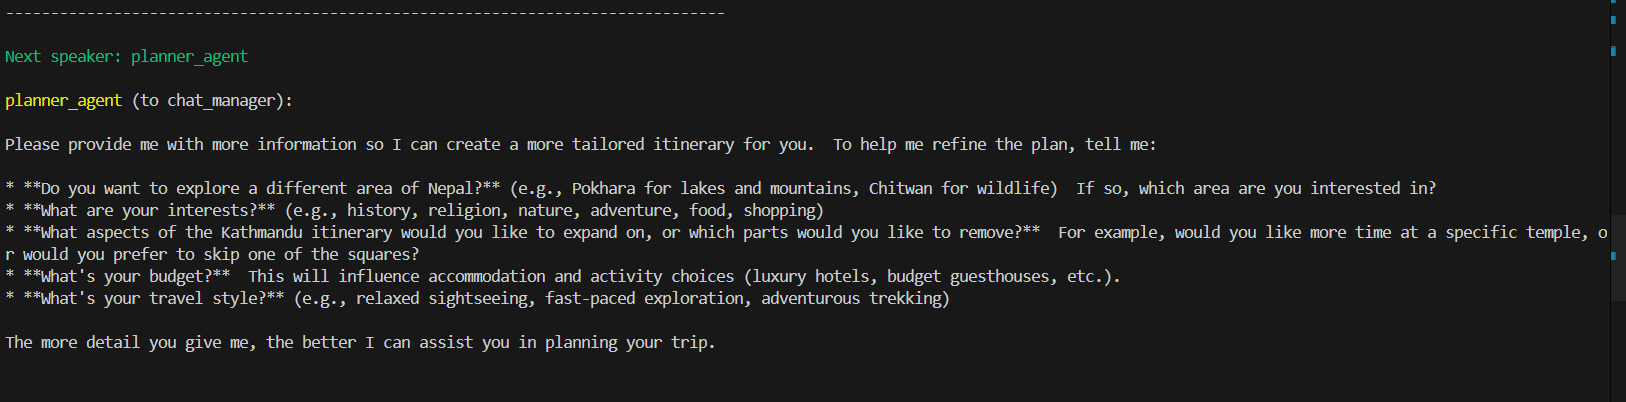 --------------------------------------------------------------------------------
Next speaker: planner_agent
planner_agent (to chat_manager):
Please provide me with more information so I can create a more tailored itinerary for you.  To help me refine the plan, tell me:
* **Do you want to explore a different area of Nepal?** (e.g., Pokhara for lakes and mountains, Chitwan for wildlife)  If so, which area are you interested in?
* **What are your interests?** (e.g., history, religion, nature, adventure, food, shopping)
* **What aspects of the Kathmandu itinerary would you like to expand on, or which parts would you like to remove?**  For example, would you like more time at a specific temple, o
r would you prefer to skip one of the squares?
* **What's your budget?**  This will influence accommodation and activity choices (luxury hotels, budget guesthouses, etc.).
* **What's your travel style?** (e.g., relaxed sightseeing, fast-paced exploration, adventurous trekking)
The more detail you give me, the better I can assist you in planning your trip.